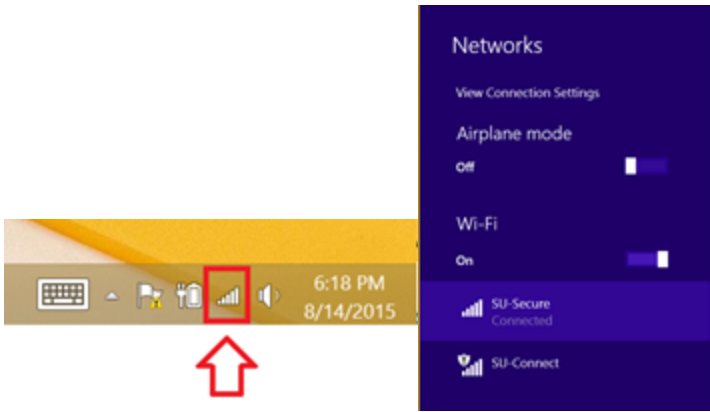 6:18 PM
8/14/2015
Networks
View Connection Settings
Airplane mode
Off
Wi-Fi
On
SU-Secure
Connected
SU-Connect